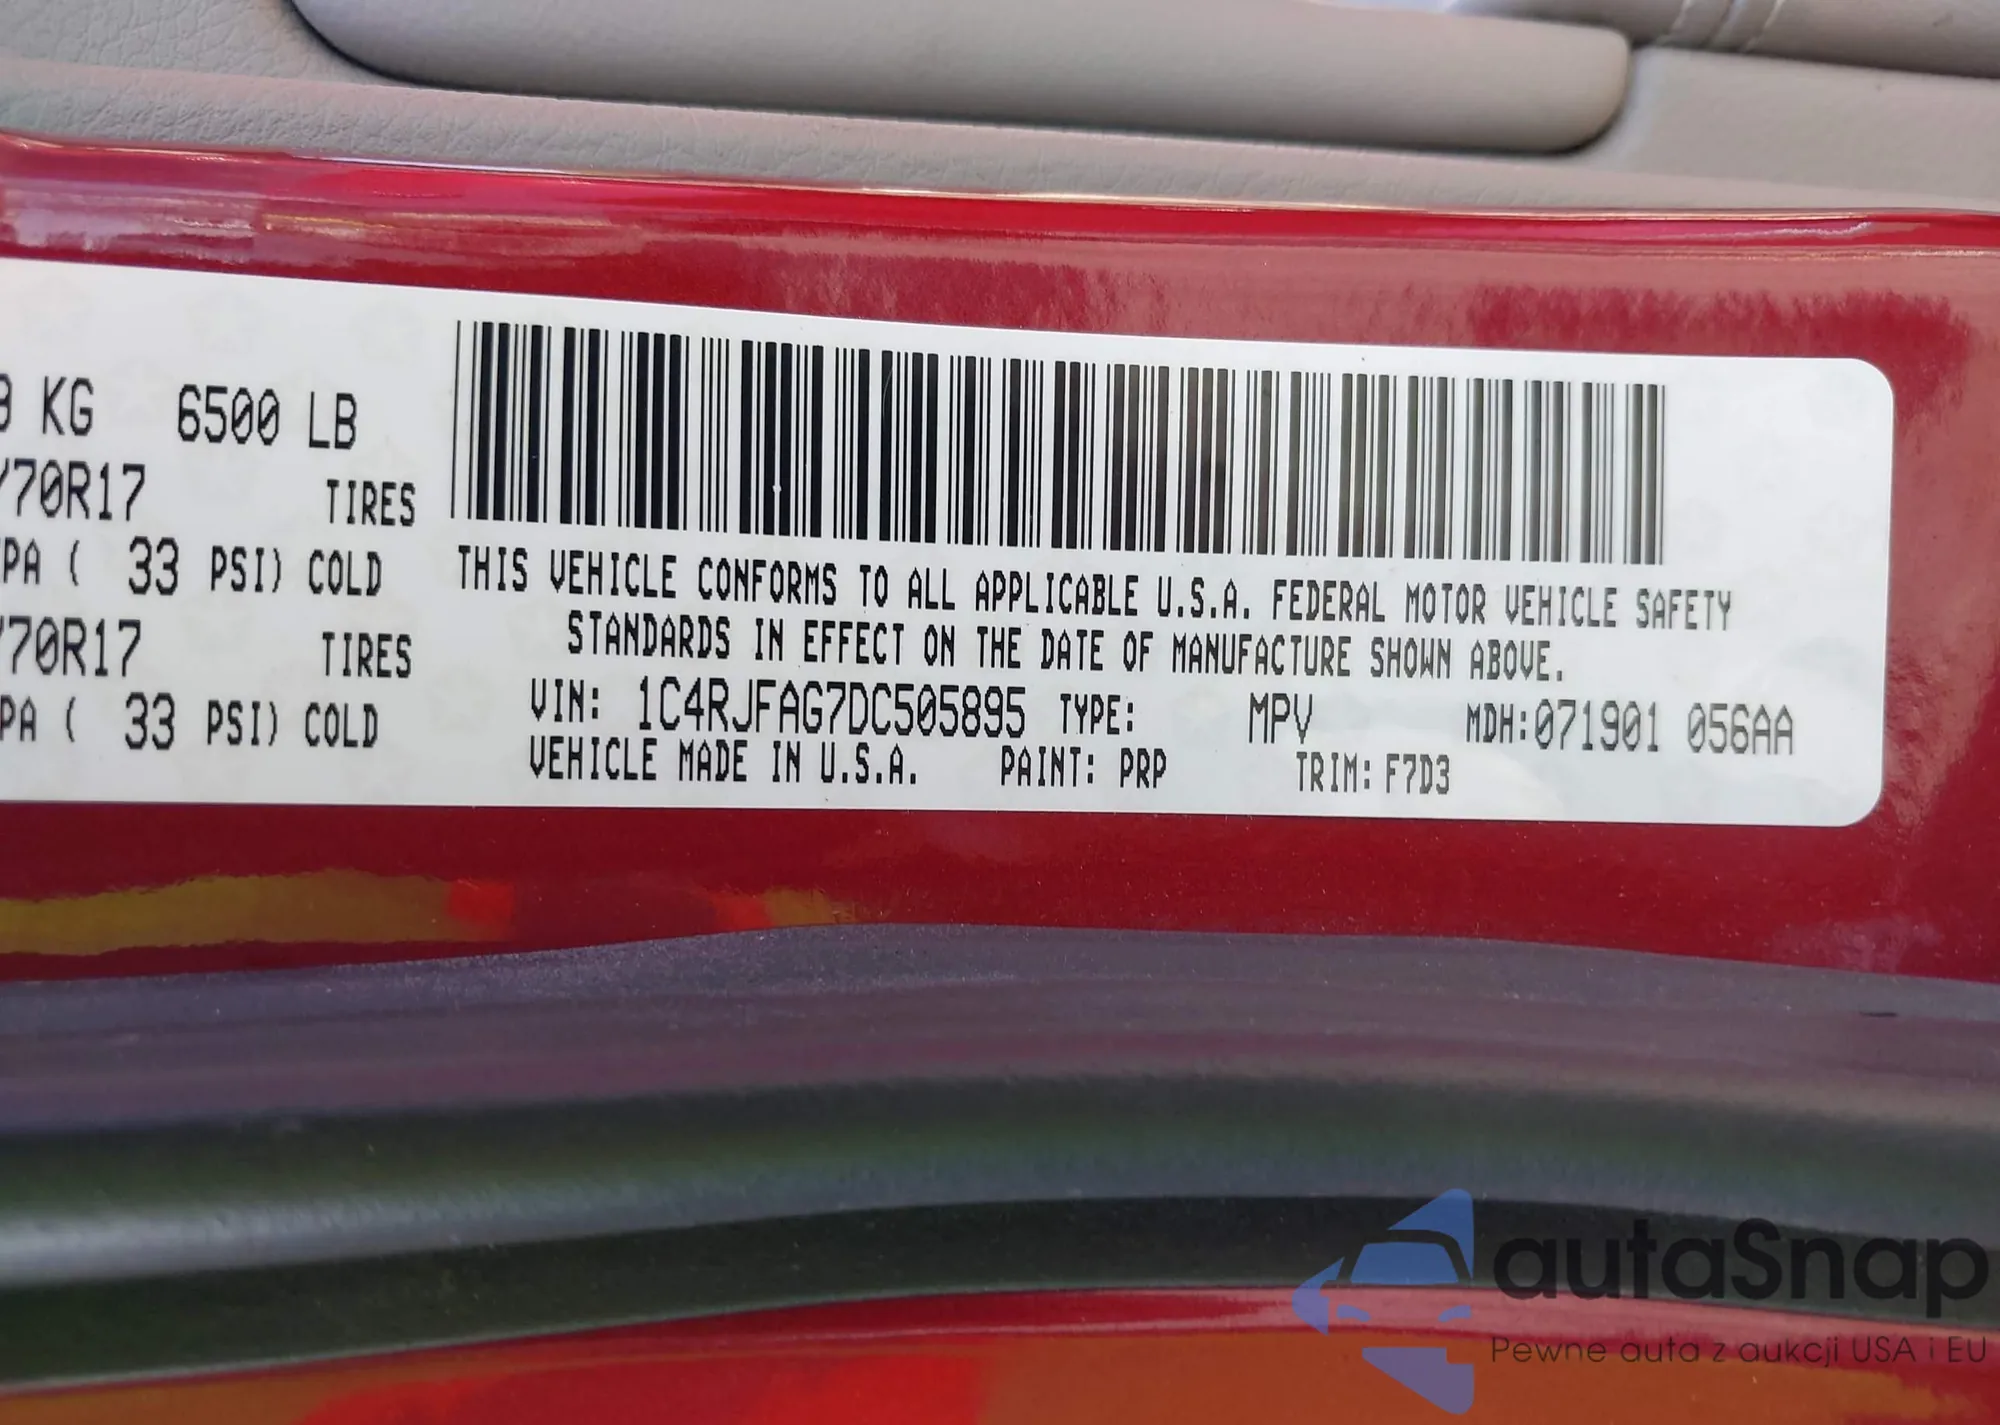 KG 6500 LB
70R17 TIRES
PA ( 33 PSI) COLD
70R17 TIRES
PA ( 33 PSI) COLD
THIS VEHICLE CONFORMS TO ALL APPLICABLE U.S.A. FEDERAL MOTOR VEHICLE SAFETY
STANDARDS IN EFFECT ON THE DATE OF MANUFACTURE SHOWN ABOVE.
VIN: 1C4RJFAG7DC505895 TYPE: MPV MDH:071901 056AA
VEHICLE MADE IN U.S.A. PAINT: PRP TRIM: F7D3
autaSnap
Pewne auta z aukcji USA i EU